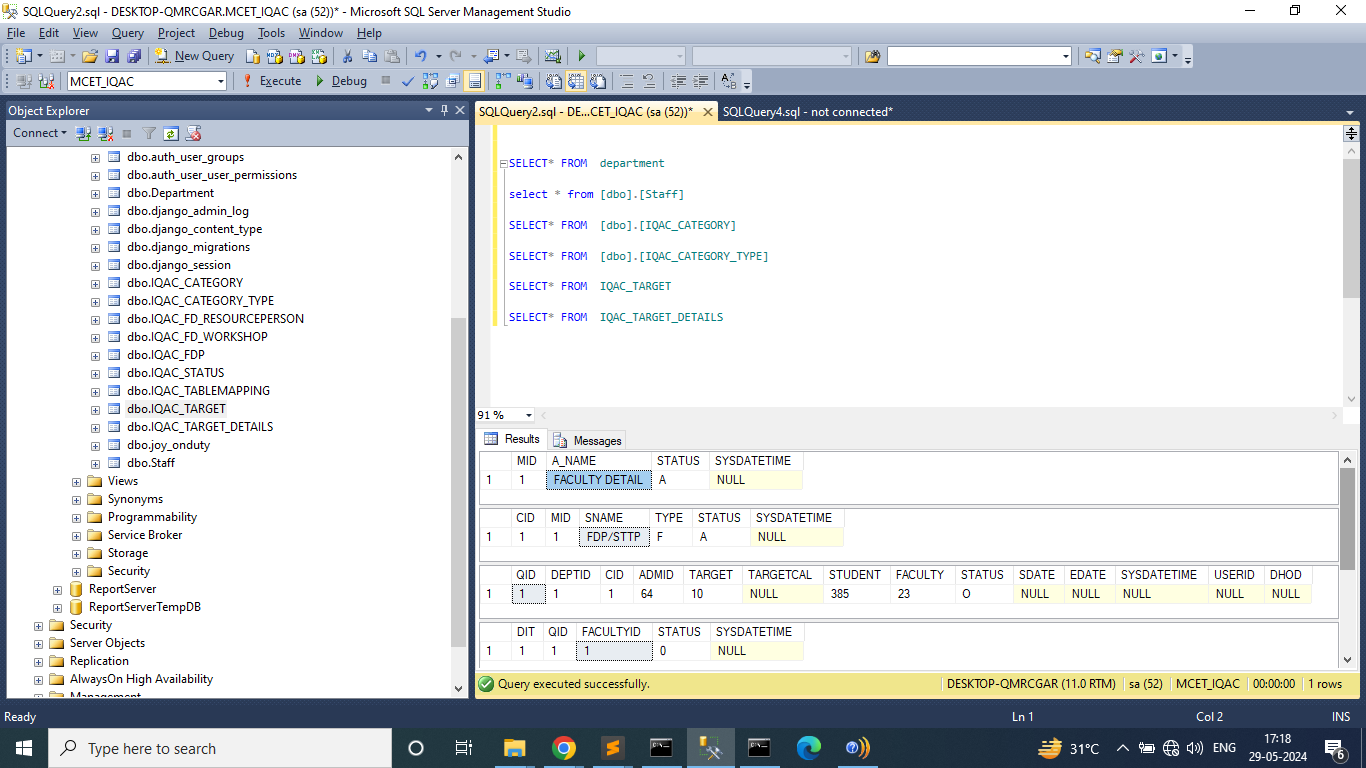 SQLQuery2.sql - DESKTOP-QMRCGAR.MCET_IQAC (sa (52))* - Microsoft SQL Server Management Studio
File Edit View Query Project Debug Tools Window Help
New Query
MCET_IQAC Execute Debug
Object Explorer
Connect
dbo.auth_user_groups
dbo.auth_user_user_permissions
dbo.Department
dbo.django_admin_log
dbo.django_content_type
dbo.django_migrations
dbo.django_session
dbo.IQAC_CATEGORY
dbo.IQAC_CATEGORY_TYPE
dbo.IQAC_FD_RESOURCEPERSON
dbo.IQAC_FD_WORKSHOP
dbo.IQAC_FDP
dbo.IQAC_STATUS
dbo.IQAC_TABLEMAPPING
dbo.IQAC_TARGET
dbo.IQAC_TARGET_DETAILS
dbo.joy_onduty
dbo.Staff
Views
Synonyms
Programmability
Service Broker
Storage
Security
ReportServer
ReportServerTempDB
Security
Server Objects
Replication
AlwaysOn High Availability
Management
SQLQuery2.sql - DE...CET_IQAC (sa (52))* SQLQuery4.sql - not connected*
SELECT* FROM department
select * from [dbo].[Staff]
SELECT* FROM [dbo].[IQAC_CATEGORY]
SELECT* FROM [dbo].[IQAC_CATEGORY_TYPE]
SELECT* FROM IQAC_TARGET
SELECT* FROM IQAC_TARGET_DETAILS
91 %
Results Messages
MID A_NAME STATUS SYSDATETIME
1 1 FACULTY DETAIL A NULL
CID MID SNAME TYPE STATUS SYSDATETIME
1 1 1 FDP/STTP F A NULL
QID DEPTID CID ADMID TARGET TARGETCAL STUDENT FACULTY STATUS SDATE EDATE SYSDATETIME USERID DHOD
1 1 1 1 64 10 NULL 385 23 O NULL NULL NULL NULL NULL
DIT QID FACULTYID STATUS SYSDATETIME
1 1 1 1 0 NULL
Query executed successfully. DESKTOP-QMRCGAR (11.0 RTM) sa (52) MCET_IQAC 00:00:00 1 rows
Ready Ln 1 Col 2 INS
Type here to search 31°C ENG 17:18
29-05-2024 6